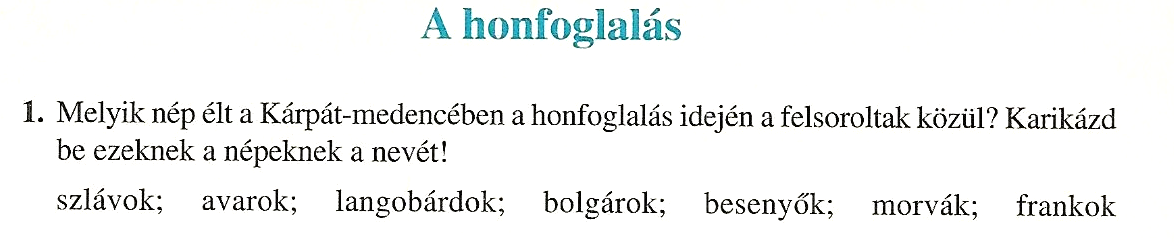 A honfoglalás
1. Melyik nép élt a Kárpát-medencében a honfoglalás idején a felsoroltak közül? Karikázd
be ezeknek a népeknek a nevét!
szlávok; avarok; langobárdok; bolgárok; besenyők; morvák; frankok